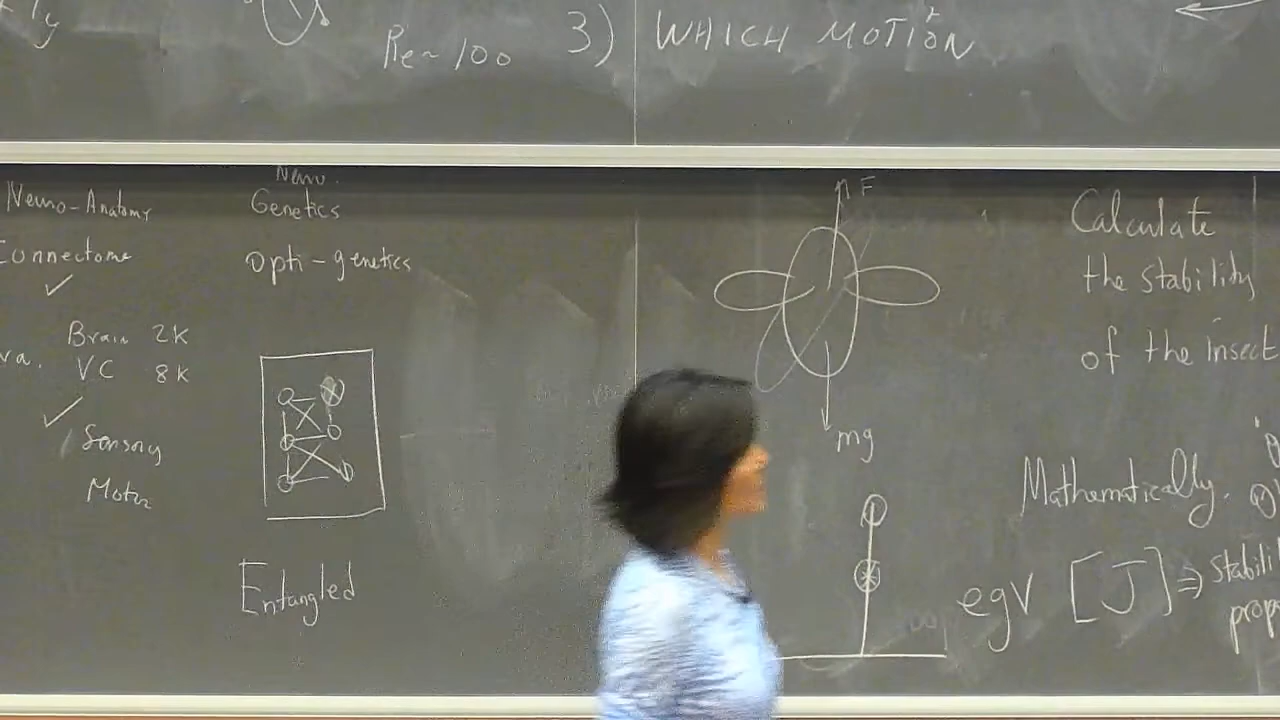 ly
Re~100
3) WHICH MOTION
Neuro-Anatomy
Connectome
Brain 2K
VC 8K
Sensory
Motor
Neuro.
Genetics
Opti-genetics
Entangled
F
mg
Calculate
the stability
of the insect
Mathematically.
egv [J] ⇒ stabili
prop